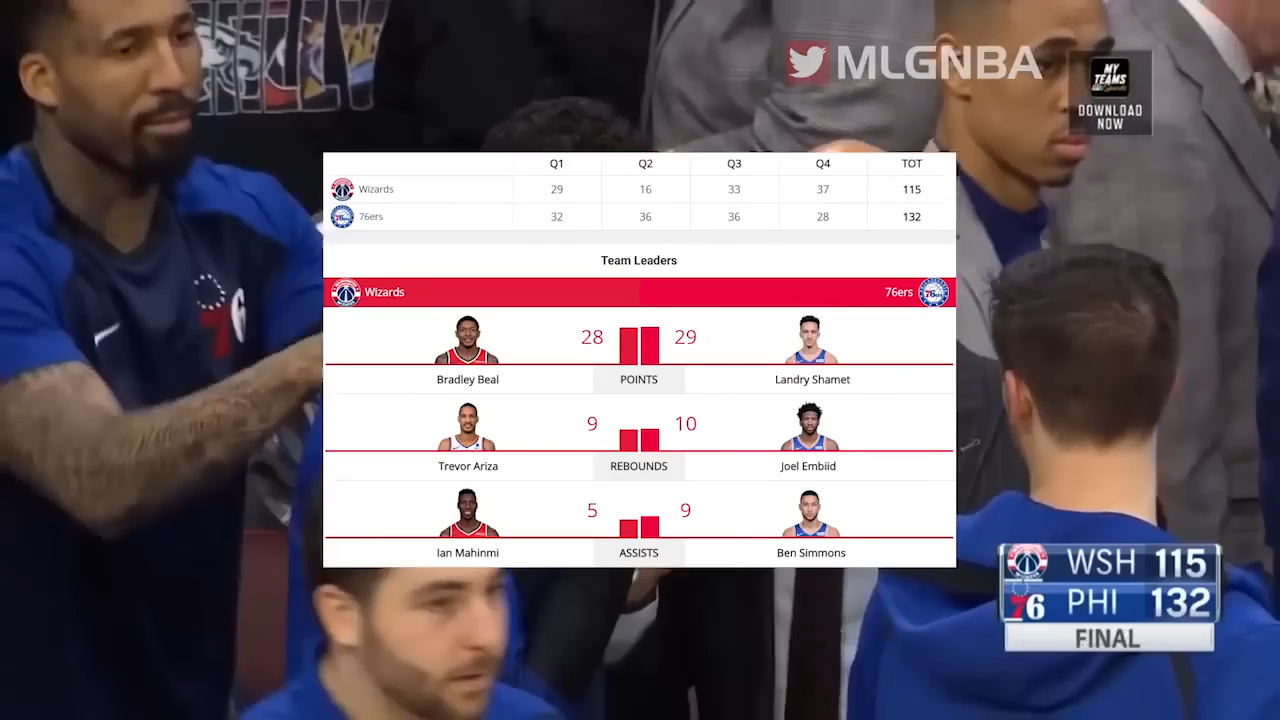 PHILLY
MLGNBA
MY
TEAMS
DOWNLOAD
NOW
Q1 Q2 Q3 Q4 TOT
Wizards 29 16 33 37 115
76ers 32 36 36 28 132
Team Leaders
Wizards 76ers
28 29
Bradley Beal POINTS Landry Shamet
9 10
Trevor Ariza REBOUNDS Joel Embiid
5 9
Ian Mahinmi ASSISTS Ben Simmons
WSH 115
76 PHI 132
FINAL